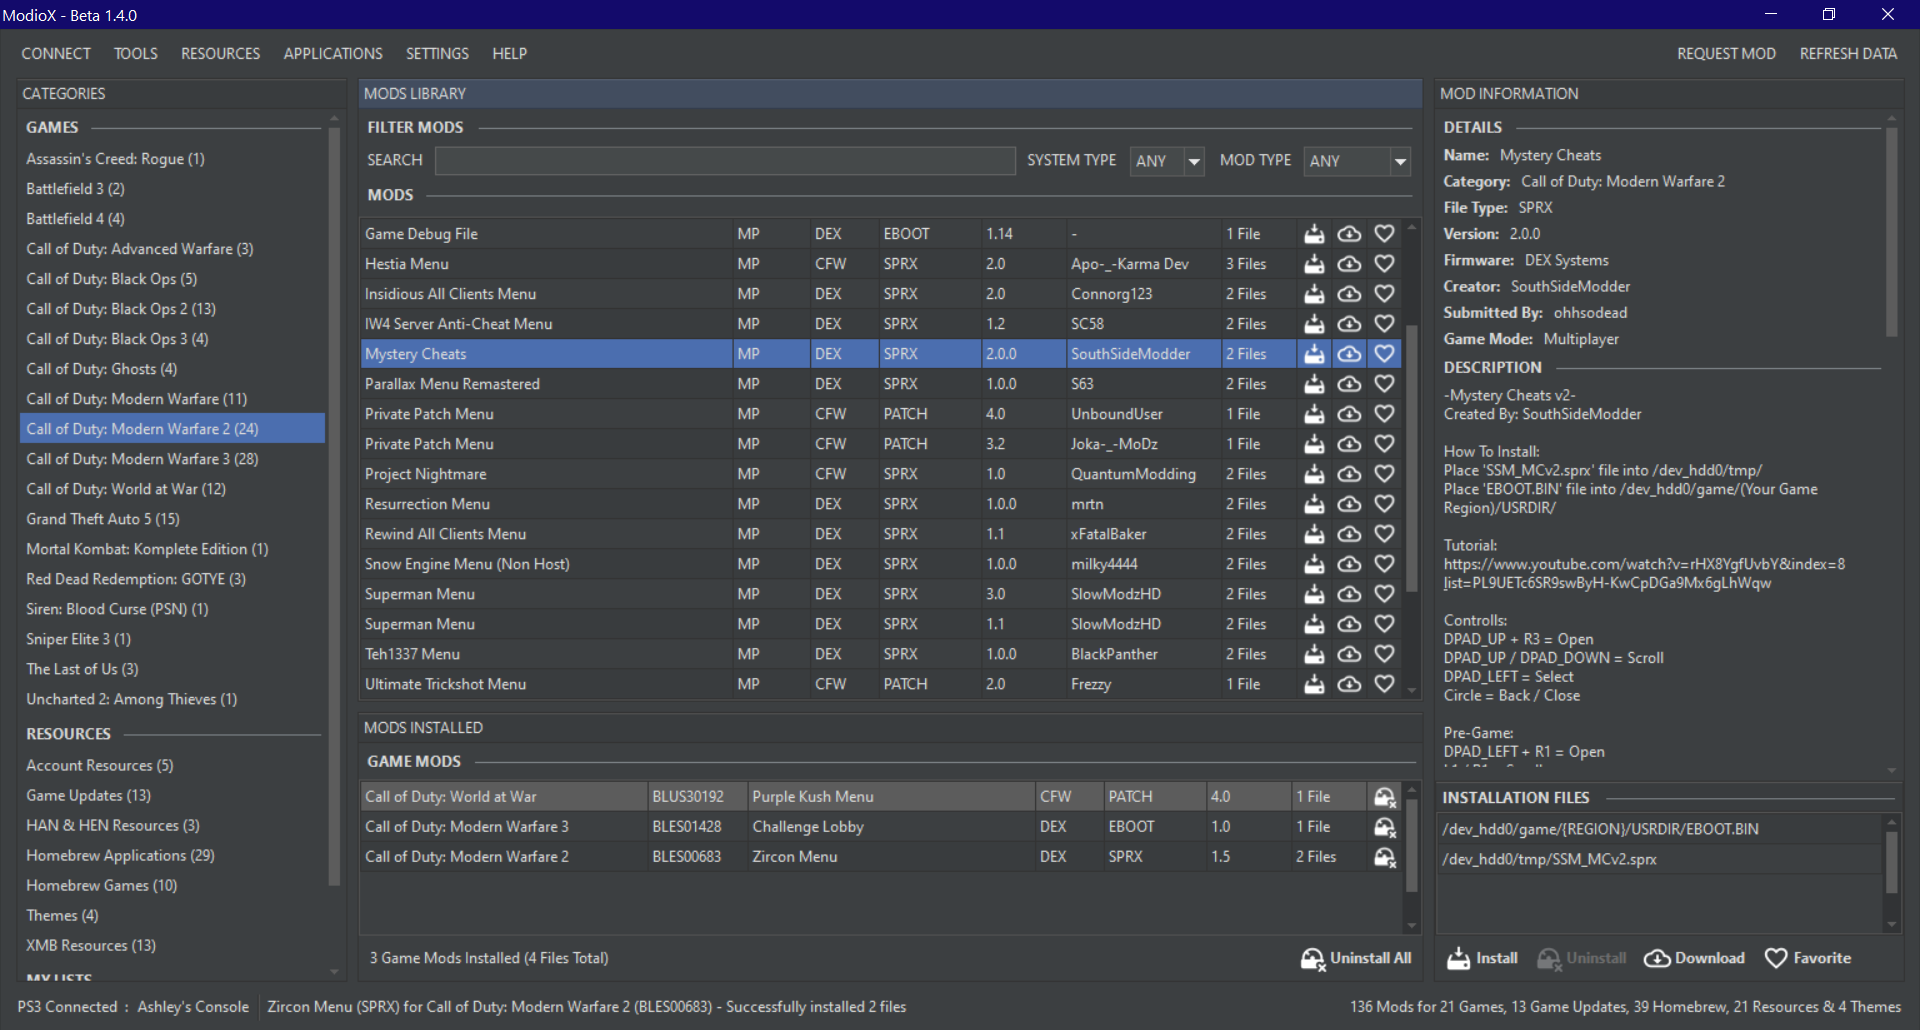 ModioX - Beta 1.4.0
CONNECT TOOLS RESOURCES APPLICATIONS SETTINGS HELP REQUEST MOD REFRESH DATA
CATEGORIES
GAMES
Assassin's Creed: Rogue (1)
Battlefield 3 (2)
Battlefield 4 (4)
Call of Duty: Advanced Warfare (3)
Call of Duty: Black Ops (5)
Call of Duty: Black Ops 2 (13)
Call of Duty: Black Ops 3 (4)
Call of Duty: Ghosts (4)
Call of Duty: Modern Warfare (11)
Call of Duty: Modern Warfare 2 (24)
Call of Duty: Modern Warfare 3 (28)
Call of Duty: World at War (12)
Grand Theft Auto 5 (15)
Mortal Kombat: Komplete Edition (1)
Red Dead Redemption: GOTYE (3)
Siren: Blood Curse (PSN) (1)
Sniper Elite 3 (1)
The Last of Us (3)
Uncharted 2: Among Thieves (1)
RESOURCES
Account Resources (5)
Game Updates (13)
HAN & HEN Resources (3)
Homebrew Applications (29)
Homebrew Games (10)
Themes (4)
XMB Resources (13)
MY LISTS
MODS LIBRARY
FILTER MODS
SEARCH SYSTEM TYPE ANY MOD TYPE ANY
MODS
Game Debug File MP DEX EBOOT 1.14 - 1 File
Hestia Menu MP CFW SPRX 2.0 Apo-_-Karma Dev 3 Files
Insidious All Clients Menu MP DEX SPRX 2.0 Connorg123 2 Files
IW4 Server Anti-Cheat Menu MP DEX SPRX 1.2 SC58 2 Files
Mystery Cheats MP DEX SPRX 2.0.0 SouthSideModder 2 Files
Parallax Menu Remastered MP DEX SPRX 1.0.0 S63 2 Files
Private Patch Menu MP CFW PATCH 4.0 UnboundUser 1 File
Private Patch Menu MP CFW PATCH 3.2 Joka-_-MoDz 1 File
Project Nightmare MP CFW SPRX 1.0 QuantumModding 2 Files
Resurrection Menu MP DEX SPRX 1.0.0 mrtn 2 Files
Rewind All Clients Menu MP DEX SPRX 1.1 xFatalBaker 2 Files
Snow Engine Menu (Non Host) MP DEX SPRX 1.0.0 milky4444 2 Files
Superman Menu MP DEX SPRX 3.0 SlowModzHD 2 Files
Superman Menu MP DEX SPRX 1.1 SlowModzHD 2 Files
Teh1337 Menu MP DEX SPRX 1.0.0 BlackPanther 2 Files
Ultimate Trickshot Menu MP CFW PATCH 2.0 Frezzy 1 File
MODS INSTALLED
GAME MODS
Call of Duty: World at War BLUS30192 Purple Kush Menu CFW PATCH 4.0 1 File
Call of Duty: Modern Warfare 3 BLES01428 Challenge Lobby DEX EBOOT 1.0 1 File
Call of Duty: Modern Warfare 2 BLES00683 Zircon Menu DEX SPRX 1.5 2 Files
3 Game Mods Installed (4 Files Total) Uninstall All
MOD INFORMATION
DETAILS
Name: Mystery Cheats
Category: Call of Duty: Modern Warfare 2
File Type: SPRX
Version: 2.0.0
Firmware: DEX Systems
Creator: SouthSideModder
Submitted By: ohhsodead
Game Mode: Multiplayer
DESCRIPTION
-Mystery Cheats v2-
Created By: SouthSideModder
How To Install:
Place 'SSM_MCv2.sprx' file into /dev_hdd0/tmp/
Place 'EBOOT.BIN' file into /dev_hdd0/game/(Your Game
Region)/USRDIR/
Tutorial:
https://www.youtube.com/watch?v=rHX8YgfUvbY&index=8
list=PL9UETc6SR9swByH-KwCpDGa9Mx6gLhWqw
Controlls:
DPAD_UP + R3 = Open
DPAD_UP / DPAD_DOWN = Scroll
DPAD_LEFT = Select
Circle = Back / Close
Pre-Game:
DPAD_LEFT + R1 = Open
INSTALLATION FILES
/dev_hdd0/game/{REGION}/USRDIR/EBOOT.BIN
/dev_hdd0/tmp/SSM_MCv2.sprx
Install Uninstall Download Favorite
PS3 Connected : Ashley's Console Zircon Menu (SPRX) for Call of Duty: Modern Warfare 2 (BLES00683) - Successfully installed 2 files 136 Mods for 21 Games, 13 Game Updates, 39 Homebrew, 21 Resources & 4 Themes